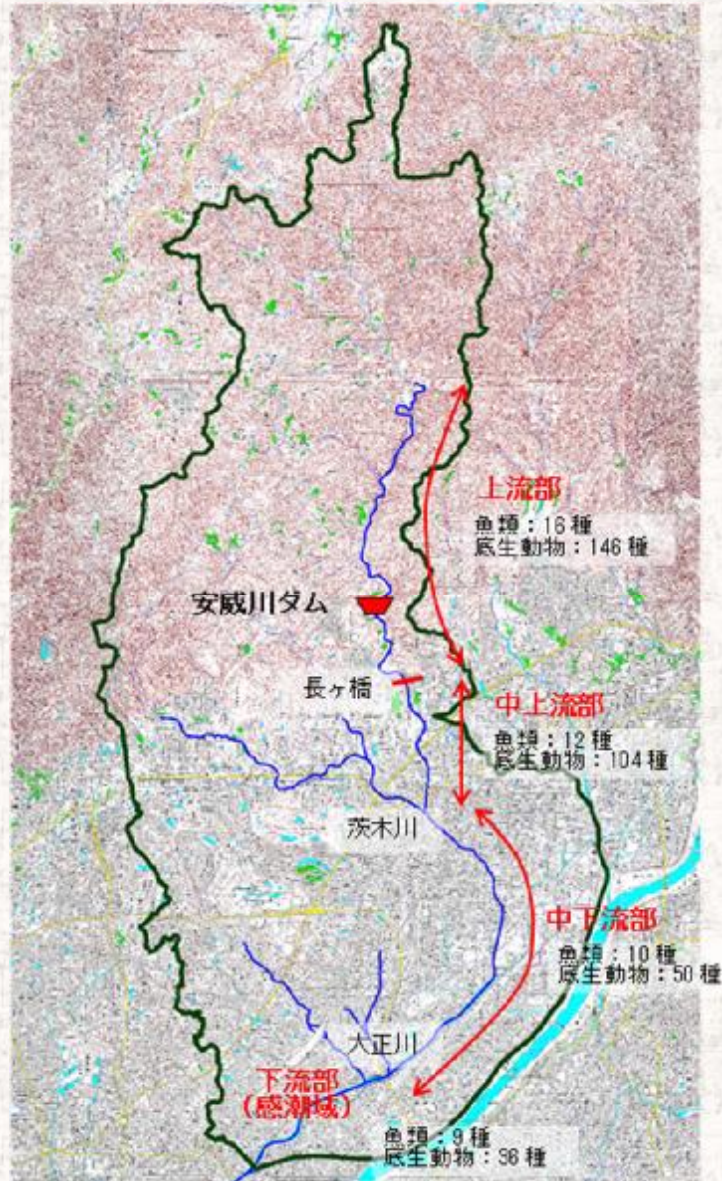 上流部
魚類：16種
底生動物：146種
安威川ダム
長ヶ橋
中上流部
魚類：12種
底生動物：104種
茨木川
中下流部
魚類：10種
底生動物：50種
大正川
下流部
（感潮域）
魚類：9種
底生動物：36種